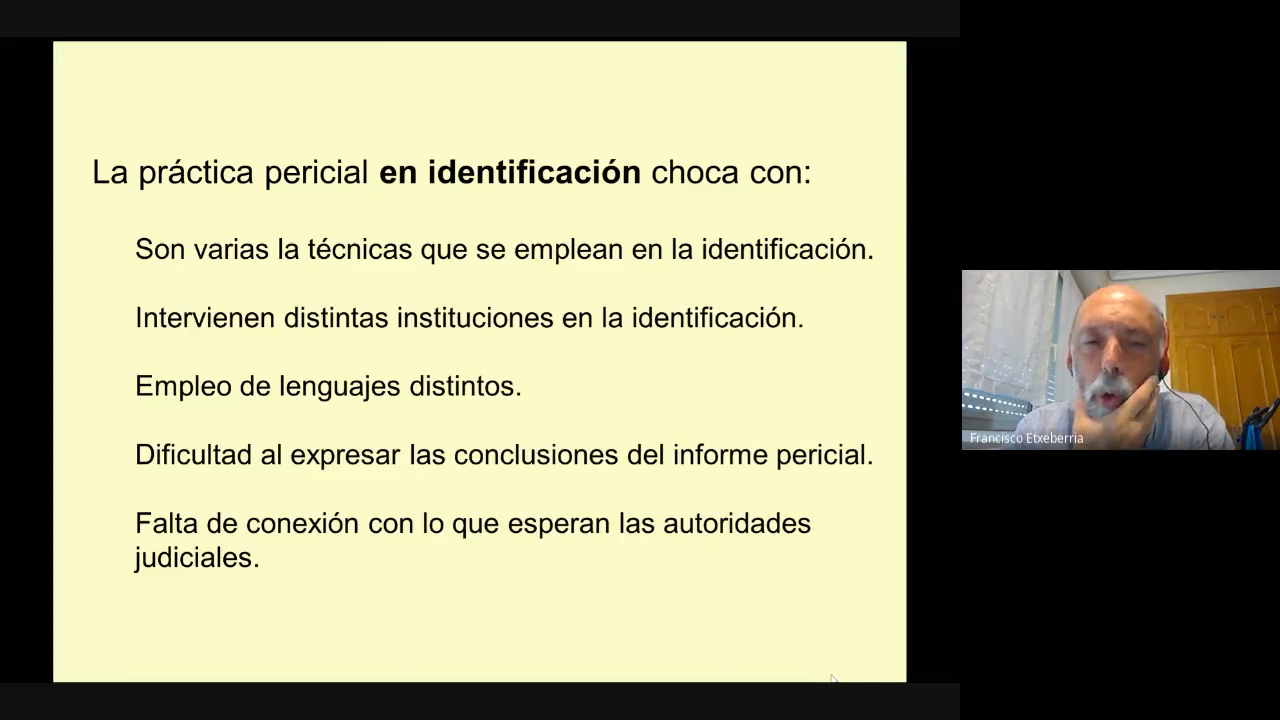 La práctica pericial en identificación choca con:
Son varias la técnicas que se emplean en la identificación.
Intervienen distintas instituciones en la identificación.
Empleo de lenguajes distintos.
Dificultad al expresar las conclusiones del informe pericial.
Falta de conexión con lo que esperan las autoridades
judiciales.
Francisco Etxeberria